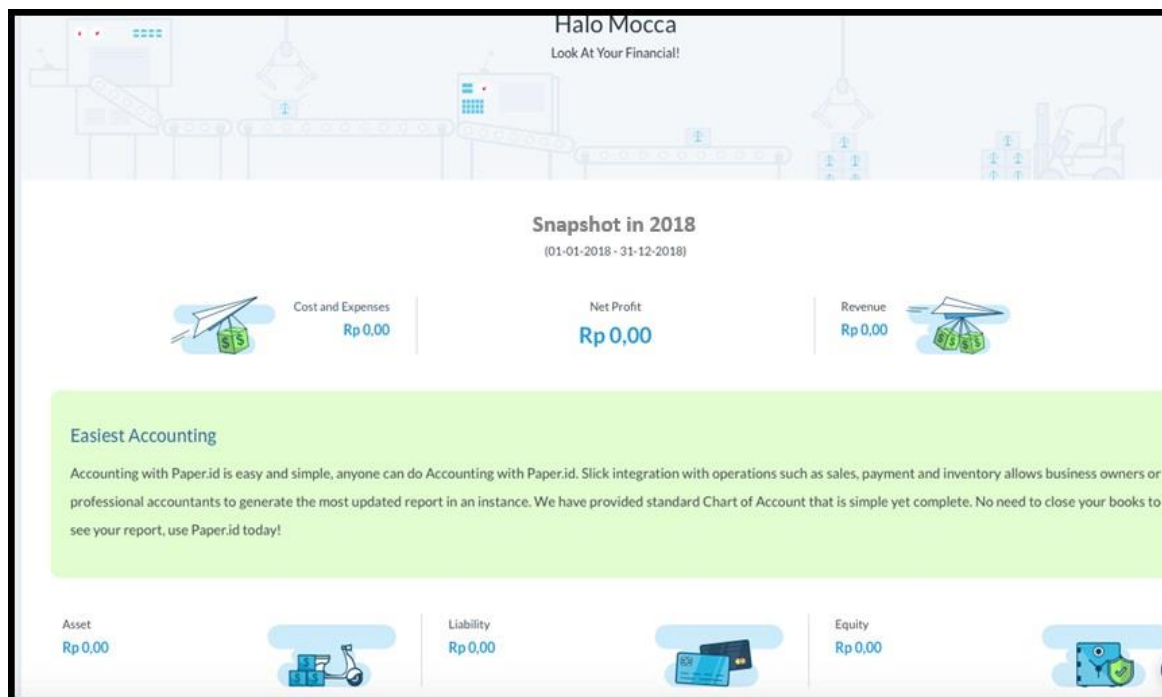 Halo Mocca
Look At Your Financial!
Snapshot in 2018
(01-01-2018 - 31-12-2018)
Cost and Expenses
Rp 0,00
Net Profit
Rp 0,00
Revenue
Rp 0,00
Easiest Accounting
Accounting with Paper.id is easy and simple, anyone can do Accounting with Paper.id. Slick integration with operations such as sales, payment and inventory allows business owners or
professional accountants to generate the most updated report in an instance. We have provided standard Chart of Account that is simple yet complete. No need to close your books to
see your report, use Paper.id today!
Asset
Rp 0,00
Liability
Rp 0,00
Equity
Rp 0,00